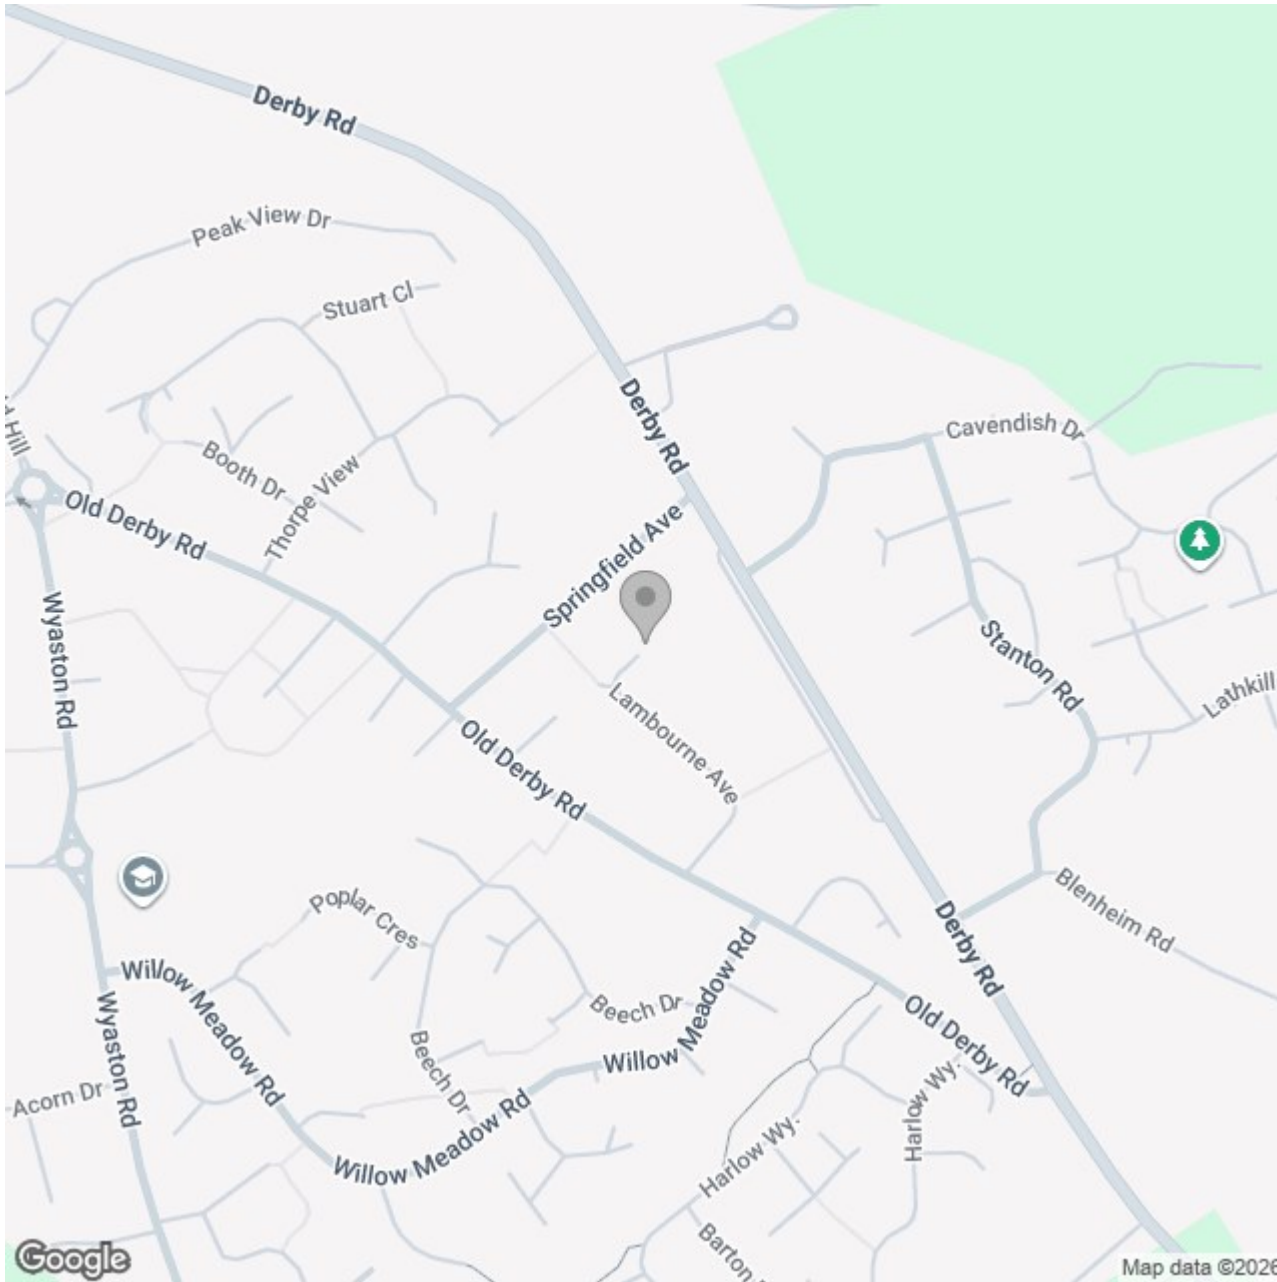 Derby Rd
Peak View Dr
Stuart Cl
Derby Rd
Cavendish Dr
Hill
Booth Dr
Thorpe View
Old Derby Rd
Springfield Ave
Wyaston Rd
Stanton Rd
Lathkill
Lambourne Ave
Old Derby Rd
Poplar Cres
Blenheim Rd
Derby Rd
Willow Meadow Rd
Willow Meadow Rd
Beech Dr
Wyaston Rd
Old Derby Rd
Beech Dr
Acorn Dr
Harlow Wy.
Willow Meadow Rd
Harlow Wy.
Barton
Google
Map data ©2026